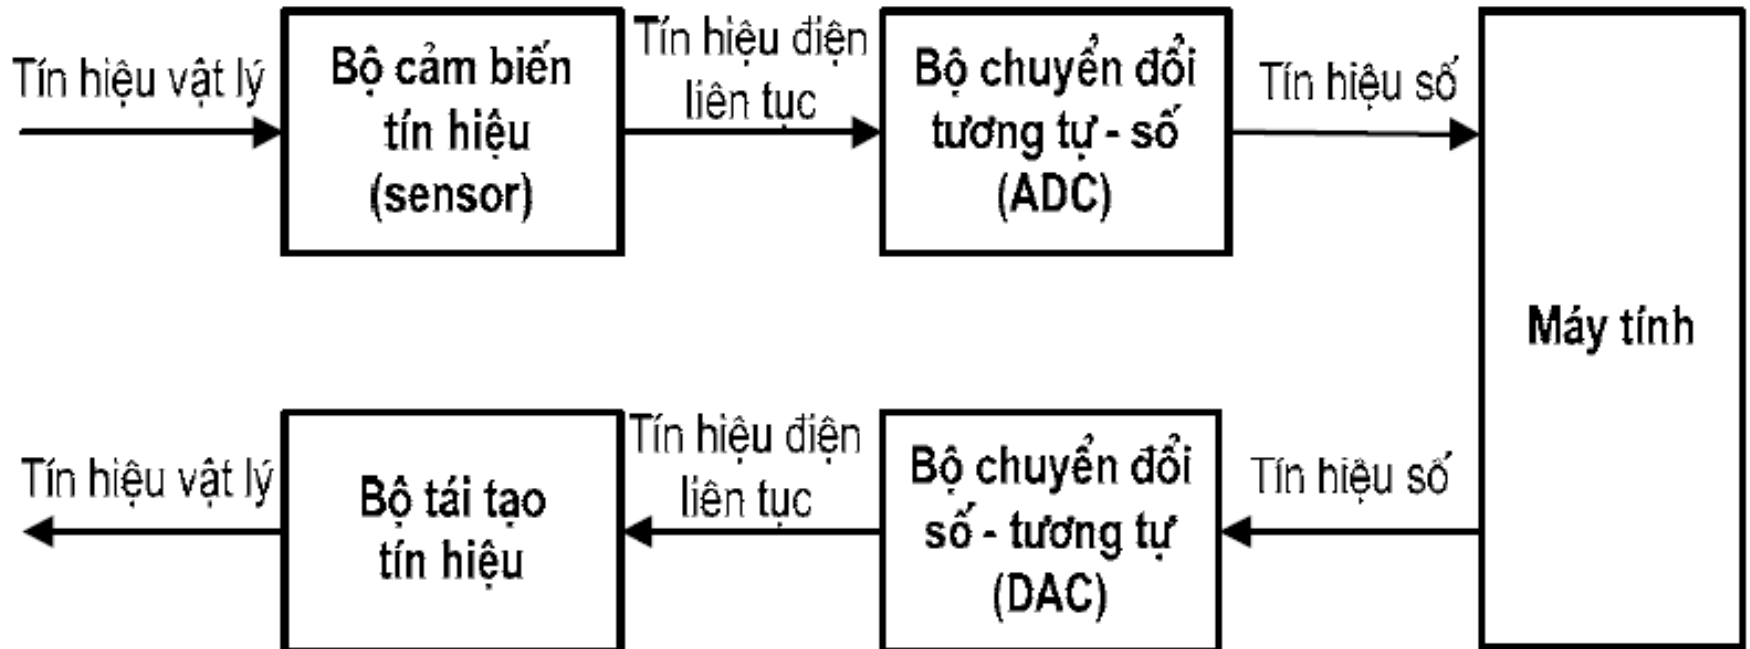 Tín hiệu vật lý
Bộ cảm biến
tín hiệu
(sensor)
Tín hiệu điện
liên tục
Bộ chuyển đổi
tương tự - số
(ADC)
Tín hiệu số
Máy tính
Tín hiệu vật lý
Bộ tái tạo
tín hiệu
Tín hiệu điện
liên tục
Bộ chuyển đổi
số - tương tự
(DAC)
Tín hiệu số